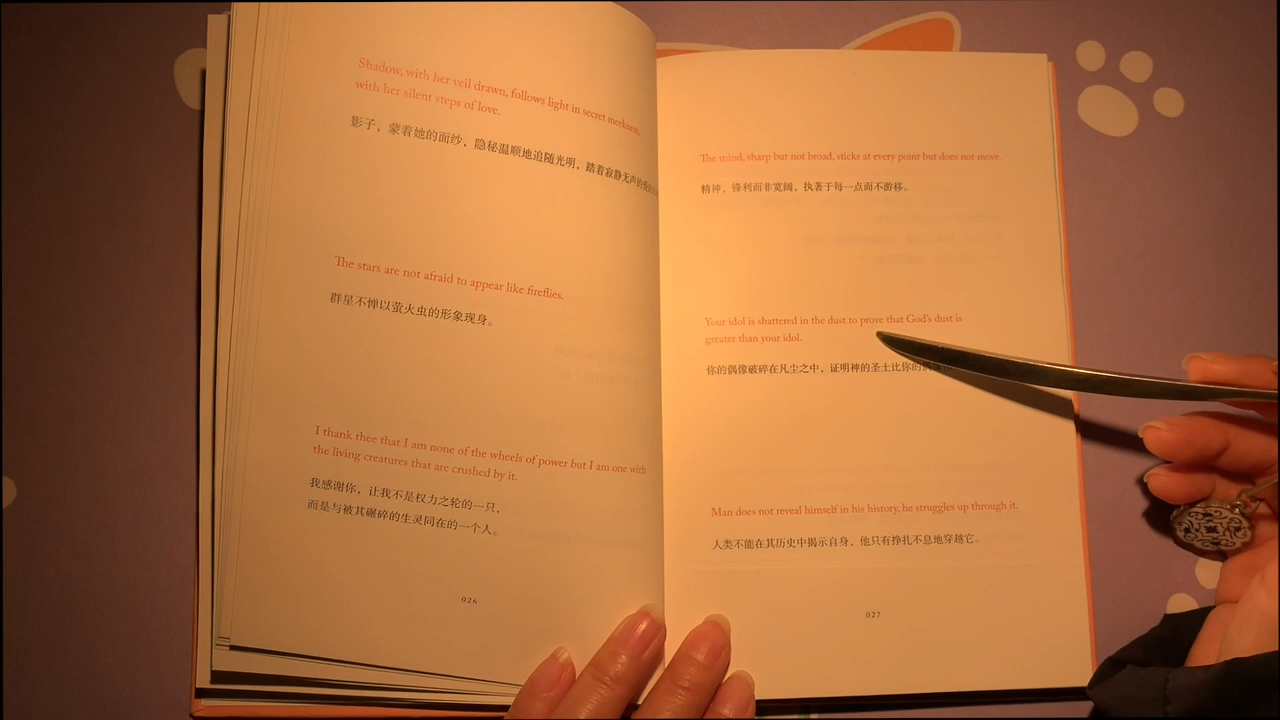 Shadow, with her veil drawn, follows light in secret meekness,
with her silent steps of love.
影子，蒙着她的面纱，隐秘温顺地追随光明，踏着寂静无声的爱的
The stars are not afraid to appear like fireflies.
群星不惮以萤火虫的形象现身。
I thank thee that I am none of the wheels of power but I am one with
the living creatures that are crushed by it.
我感谢你，让我不是权力之轮的一只，
而是与被其碾碎的生灵同在的一个人。
026
The mind, sharp but not broad, sticks at every point but does not move.
精神，锋利而非宽阔，执著于每一点而不游移。
Your idol is shattered in the dust to prove that God's dust is
greater than your idol.
你的偶像破碎在凡尘之中，证明神的圣土比你的偶像
Man does not reveal himself in his history, he struggles up through it.
人类不能在其历史中揭示自身，他只有挣扎不息地穿越它。
027